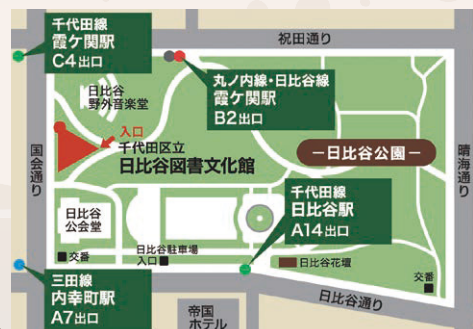 千代田線
霞ケ関駅
C4出口
祝田通り
丸ノ内線・日比谷線
霞ケ関駅
B2出口
日比谷
野外音楽堂
入口
千代田区立
日比谷図書文化館
ー日比谷公園ー
国会通り
晴海通り
日比谷
公会堂
千代田線
日比谷駅
A14出口
交番
日比谷駐車場
入口
日比谷花壇
交番
三田線
内幸町駅
A7出口
帝国
ホテル
日比谷通り